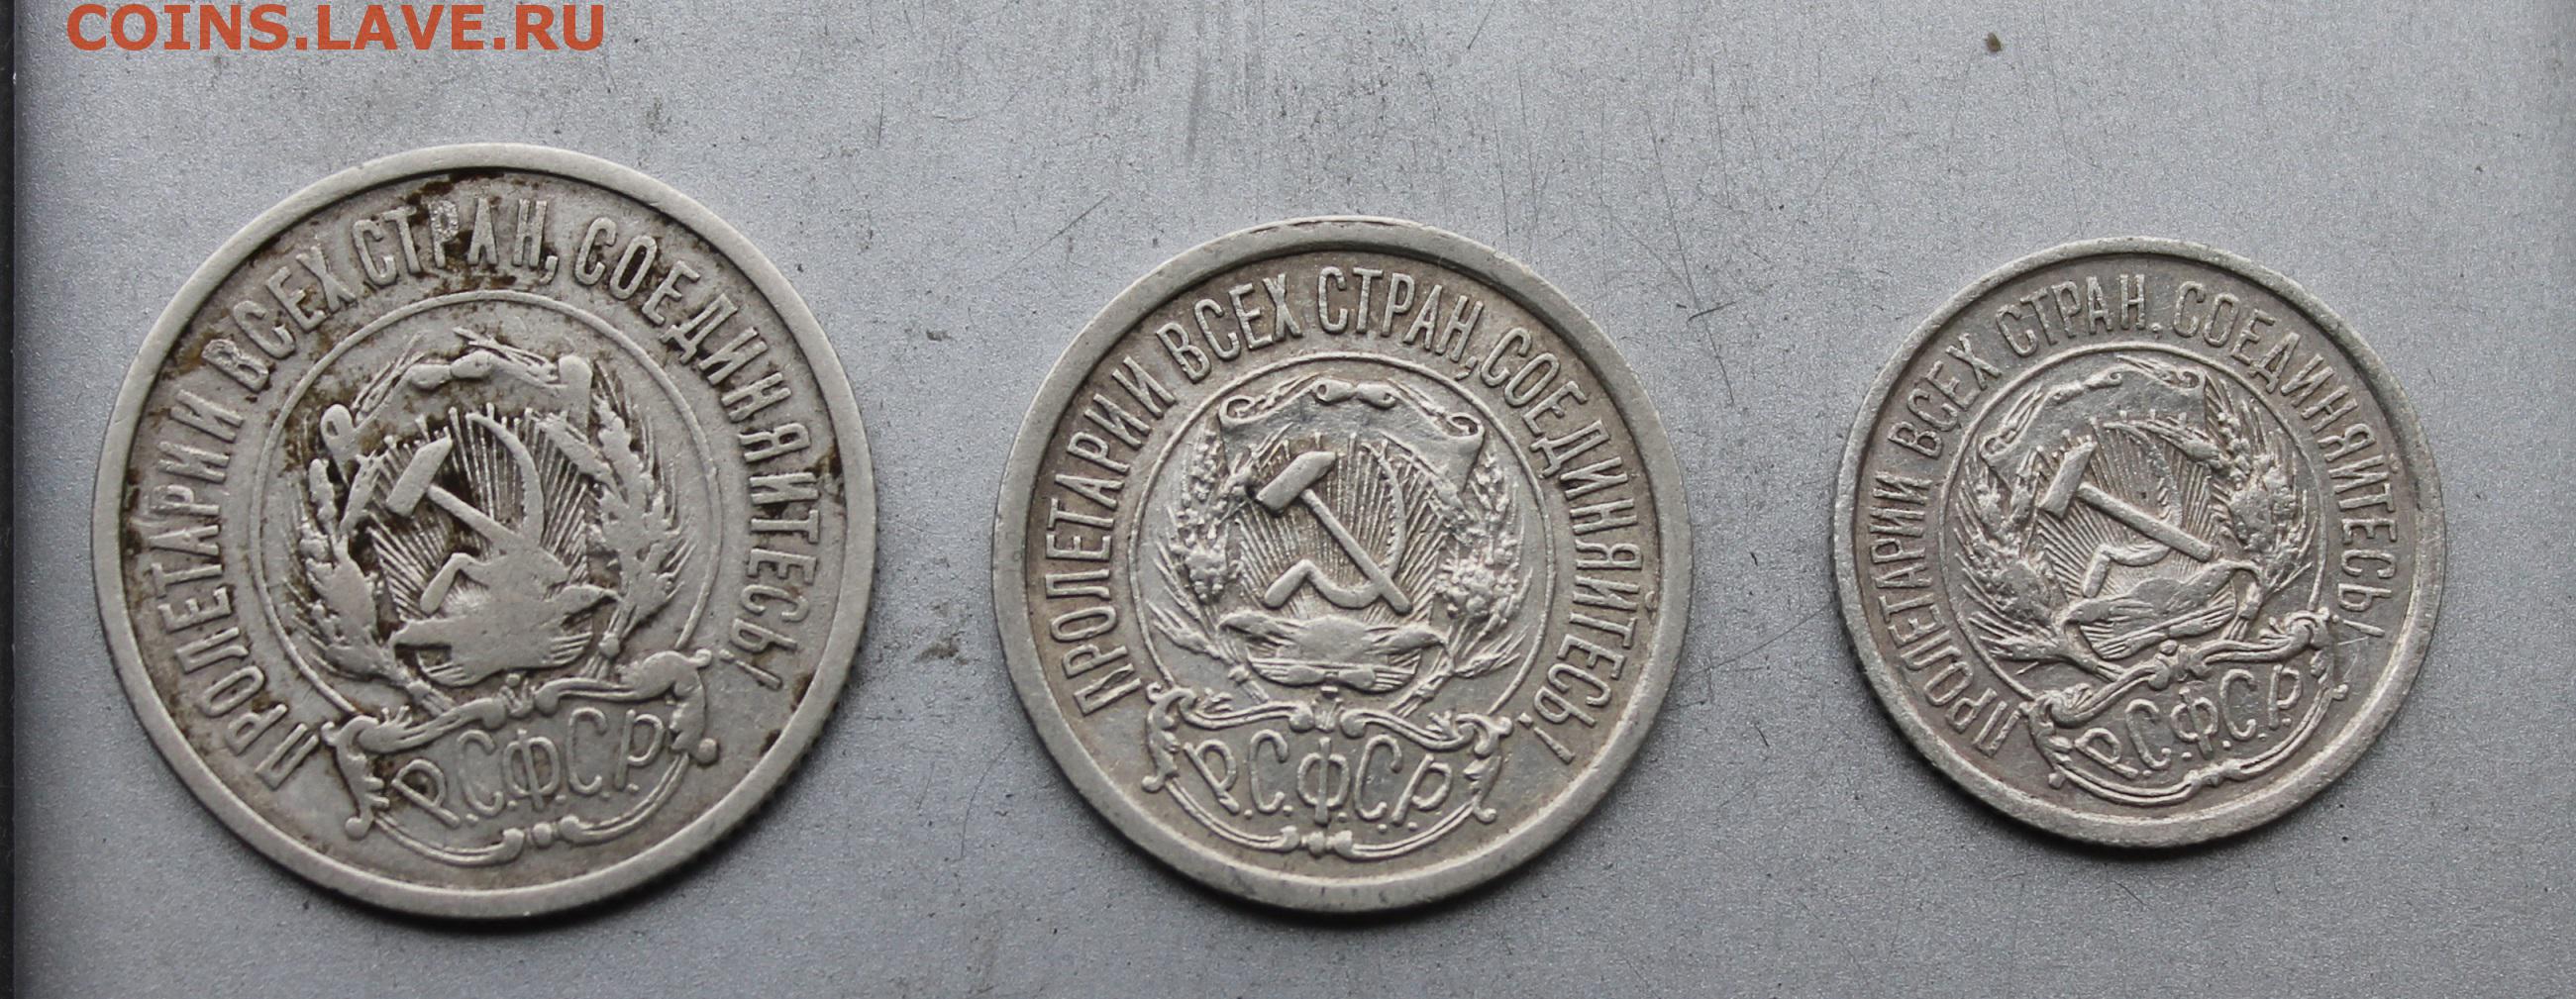 COINS.LAVE.RU
ПРОЛЕТАРИИ ВСЕХ СТРАН, СОЕДИНЯЙТЕСЬ!
Р.С.Ф.С.Р.
ПРОЛЕТАРИИ ВСЕХ СТРАН, СОЕДИНЯЙТЕСЬ!
Р.С.Ф.С.Р.
ПРОЛЕТАРИИ ВСЕХ СТРАН, СОЕДИНЯЙТЕСЬ!
Р.С.Ф.С.Р.